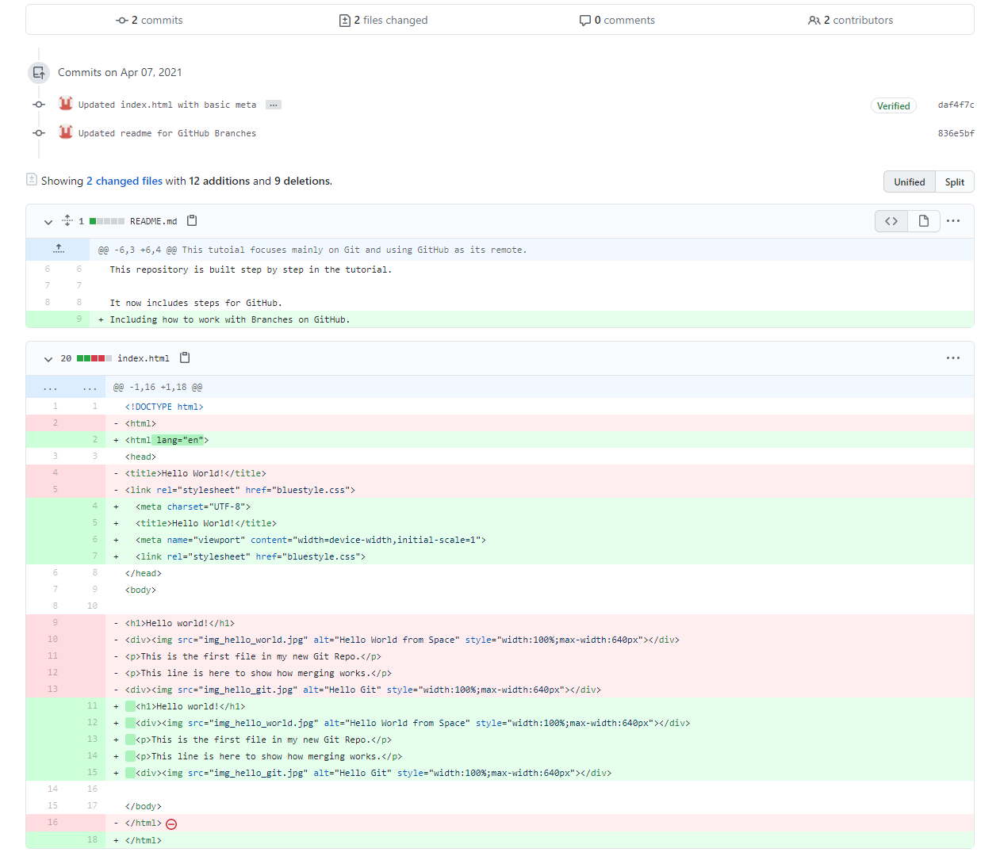 2 commits 2 files changed 0 comments 2 contributors
Commits on Apr 07, 2021
Updated index.html with basic meta … Verified daf4f7c
Updated readme for GitHub Branches 836e5bf
Showing 2 changed files with 12 additions and 9 deletions. Unified Split
1 README.md
@@ -6,3 +6,4 @@ This tutoial focuses mainly on Git and using GitHub as its remote.
6 6 This repository is built step by step in the tutorial.
7 7
8 8 It now includes steps for GitHub.
9 + Including how to work with Branches on GitHub.
20 index.html
... ... @@ -1,16 +1,18 @@
1 1 <!DOCTYPE html>
2 - <html>
2 + <html lang="en">
3 3 <head>
4 - <title>Hello World!</title>
5 - <link rel="stylesheet" href="bluestyle.css">
4 + <meta charset="UTF-8">
5 + <title>Hello World!</title>
6 + <meta name="viewport" content="width=device-width,initial-scale=1">
7 + <link rel="stylesheet" href="bluestyle.css">
6 8 </head>
7 9 <body>
8 10
9 - <h1>Hello world!</h1>
10 - <div><img src="img_hello_world.jpg" alt="Hello World from Space" style="width:100%;max-width:640px"></div>
11 - <p>This is the first file in my new Git Repo.</p>
12 - <p>This line is here to show how merging works.</p>
13 - <div><img src="img_hello_git.jpg" alt="Hello Git" style="width:100%;max-width:640px"></div>
11 + <h1>Hello world!</h1>
12 + <div><img src="img_hello_world.jpg" alt="Hello World from Space" style="width:100%;max-width:640px"></div>
13 + <p>This is the first file in my new Git Repo.</p>
14 + <p>This line is here to show how merging works.</p>
15 + <div><img src="img_hello_git.jpg" alt="Hello Git" style="width:100%;max-width:640px"></div>
14 16
15 17 </body>
16 - </html>
18 + </html>